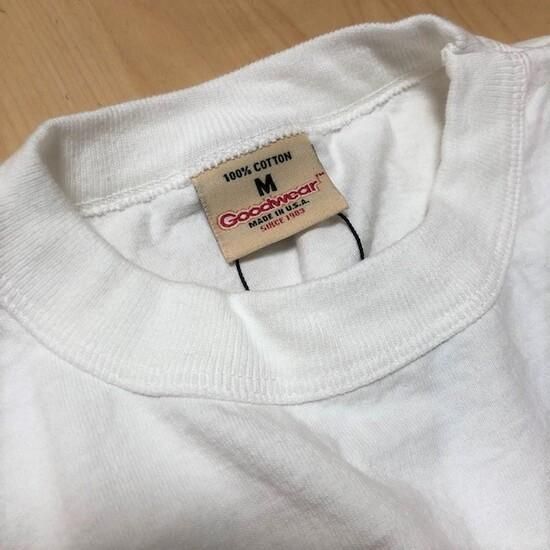 100% COTTON
M
Goodwear™
MADE IN U.S.A.
SINCE 1983